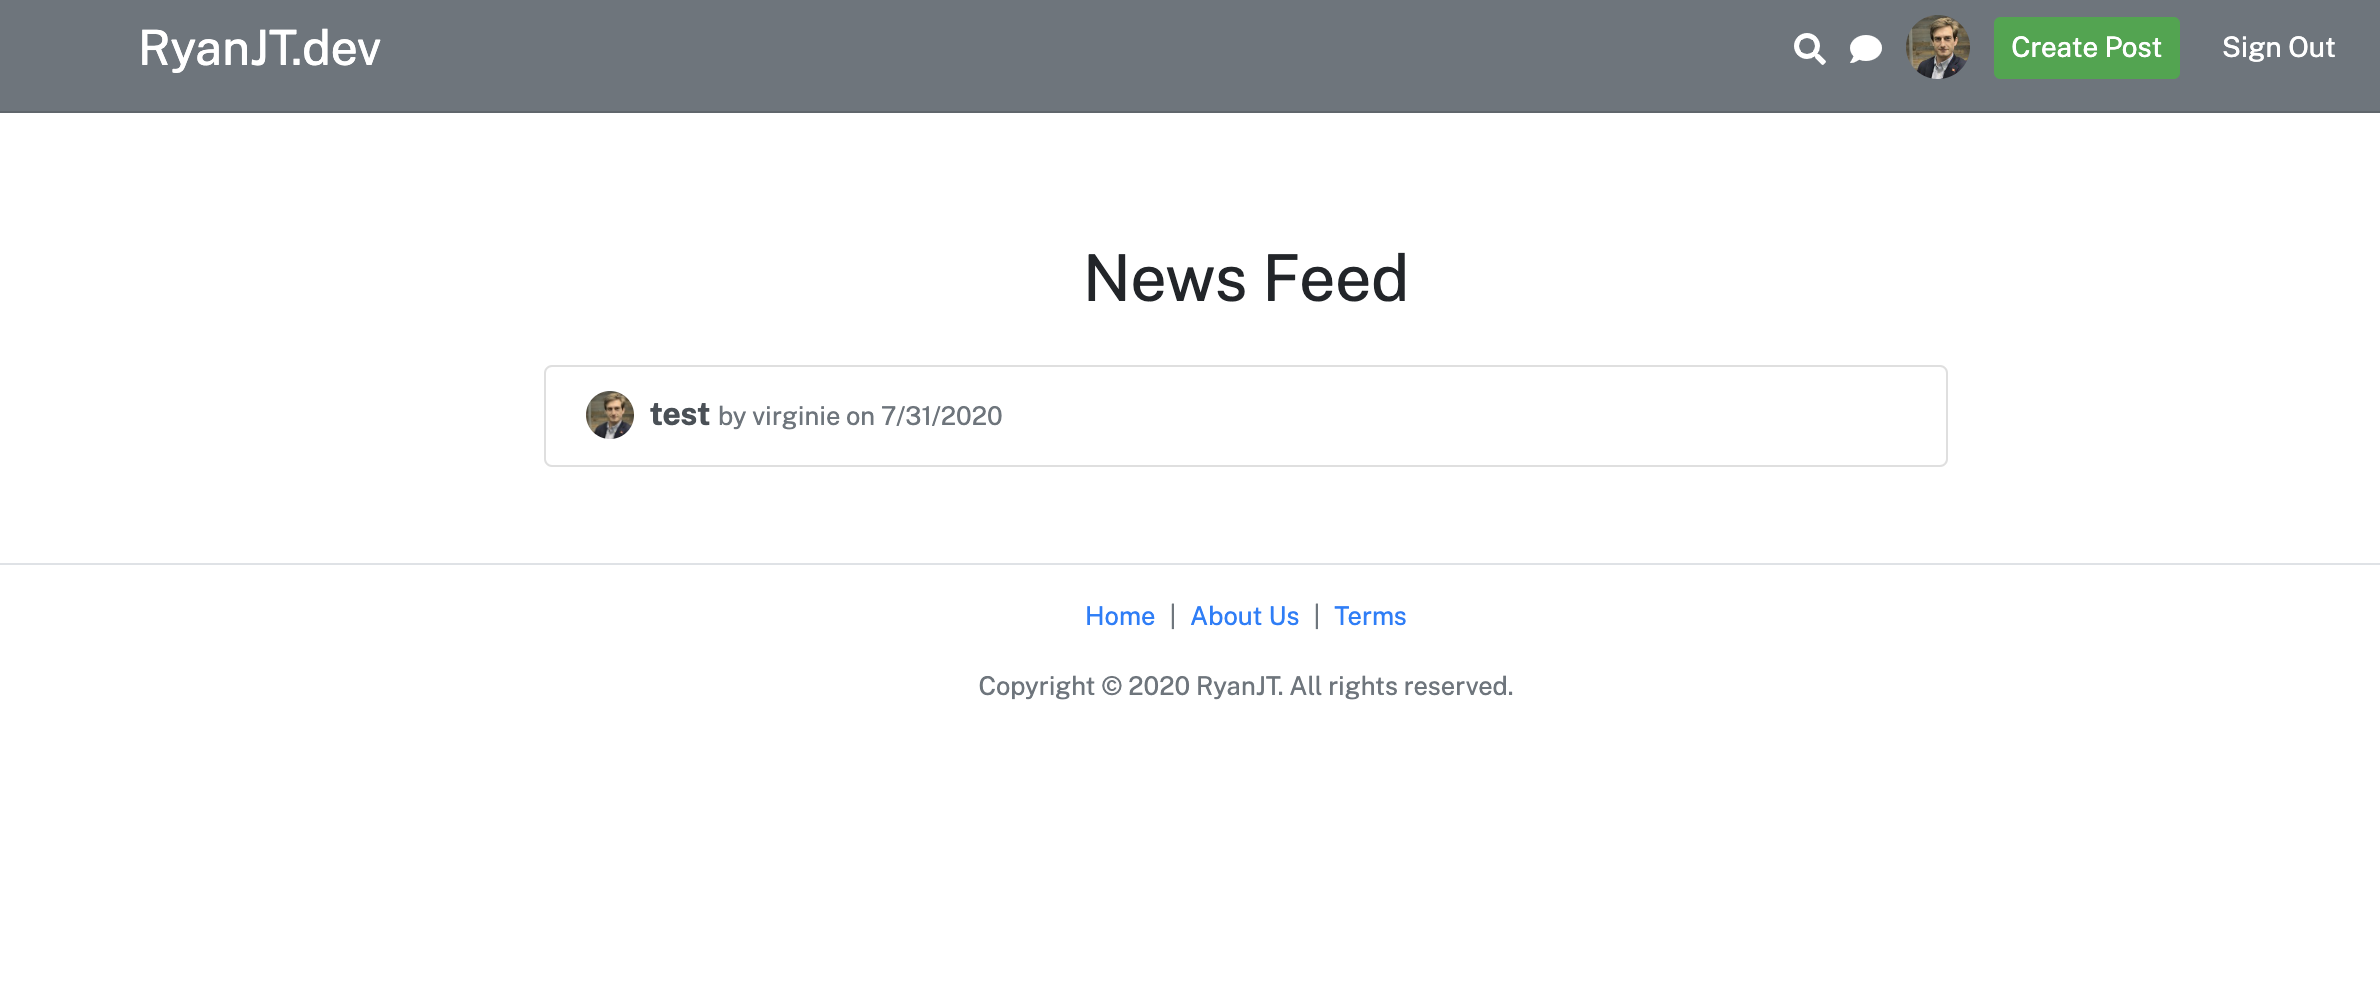 RyanJT.dev Create Post Sign Out
News Feed
test by virginie on 7/31/2020
Home | About Us | Terms
Copyright © 2020 RyanJT. All rights reserved.